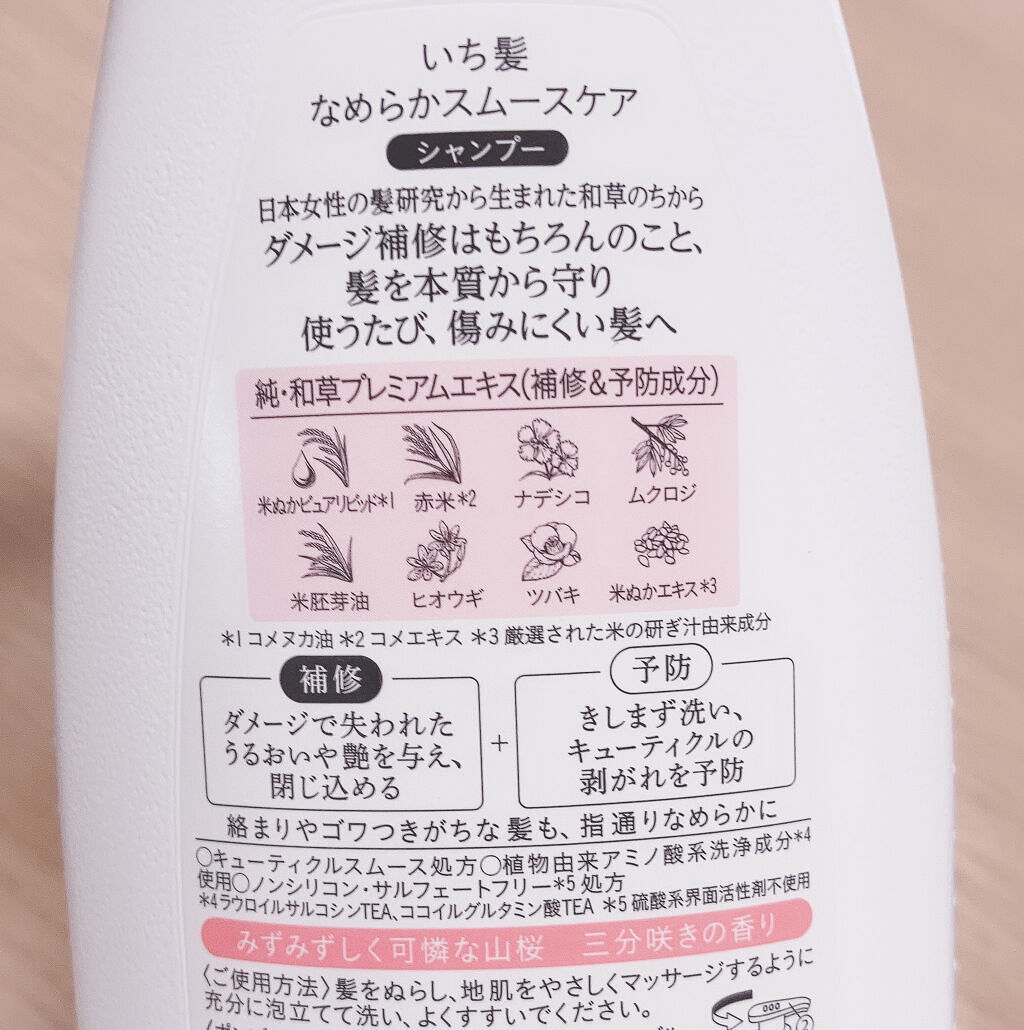 いち髪
なめらかスムースケア
シャンプー
日本女性の髪研究から生まれた和草のちから
ダメージ補修はもちろんのこと、
髪を本質から守り
使うたび、傷みにくい髪へ
純・和草プレミアムエキス(補修&予防成分)
米ぬかピュアリピッド*1 赤米*2 ナデシコ ムクロジ
米胚芽油 ヒオウギ ツバキ 米ぬかエキス*3
*1 コメヌカ油 *2 コメエキス *3 厳選された米の研ぎ汁由来成分
補修
ダメージで失われた
うるおいや艶を与え、
閉じ込める
+
予防
きしまず洗い、
キューティクルの
剥がれを予防
絡まりやゴワつきがちな髪も、指通りなめらかに
○キューティクルスムース処方○植物由来アミノ酸系洗浄成分*4
使用○ノンシリコン・サルフェートフリー*5 処方
*4ラウロイルサルコシンTEA、ココイルグルタミン酸TEA *5 硫酸系界面活性剤不使用
みずみずしく可憐な山桜 三分咲きの香り
〈ご使用方法〉髪をぬらし、地肌をやさしくマッサージするように
充分に泡立てて洗い、よくすすいでください。